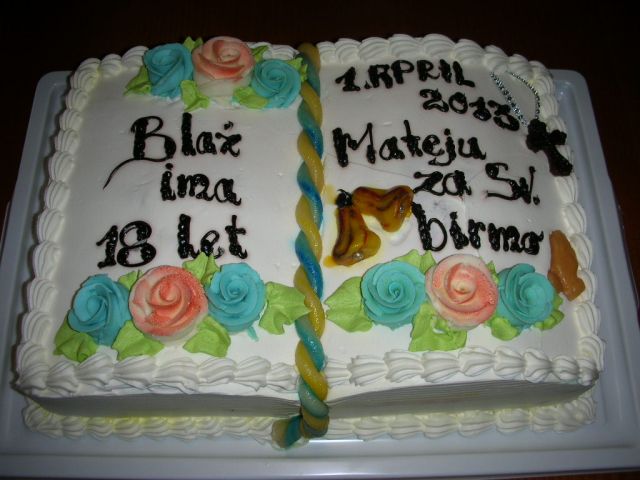 Blaž
ima
18 let
1. APRIL
2013
Mateju
za Sv.
birmo